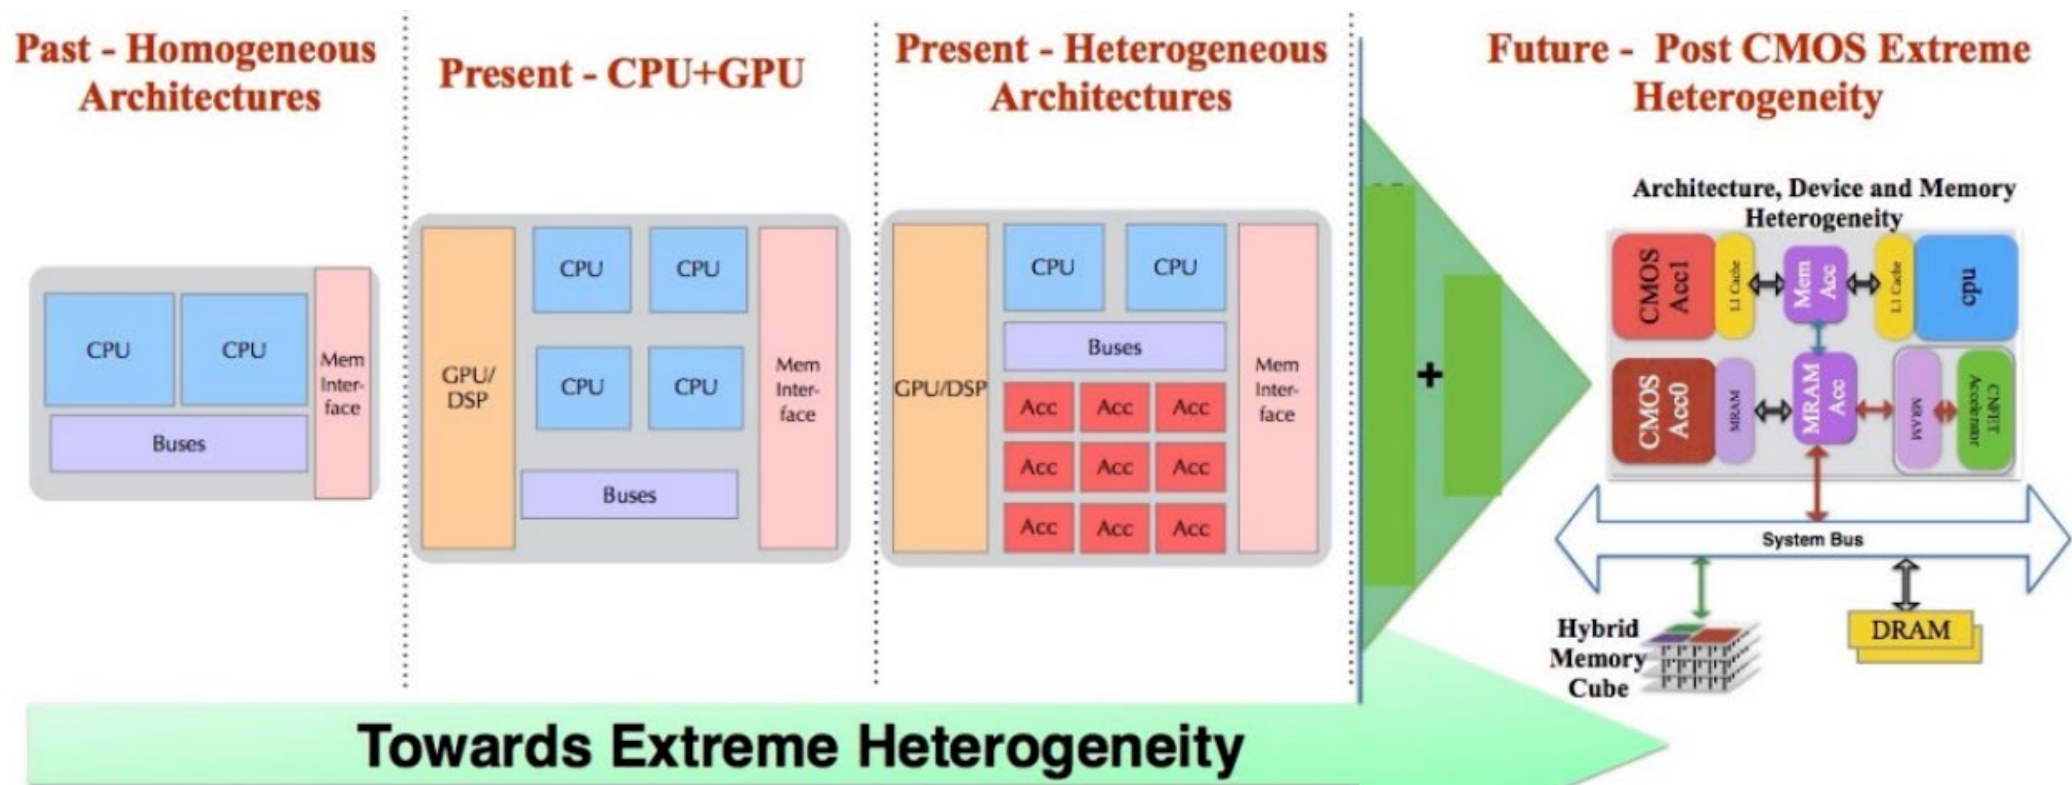 Past - Homogeneous
Architectures
CPU
CPU
Mem
Inter-
face
Buses
Present - CPU+GPU
GPU/
DSP
CPU
CPU
CPU
CPU
Mem
Inter-
face
Buses
Present - Heterogeneous
Architectures
GPU/DSP
CPU
CPU
Buses
Acc
Acc
Acc
Acc
Acc
Acc
Acc
Acc
Acc
Mem
Inter-
face
+
Future - Post CMOS Extreme
Heterogeneity
Architecture, Device and Memory
Heterogeneity
CMOS
Acc1
L1 Cache
Mem
Acc
L1 Cache
cpu
CMOS
Acc0
MRAM
MRAM
Acc
MRAM
CNFET
Accelerator
System Bus
Hybrid
Memory
Cube
DRAM
Towards Extreme Heterogeneity